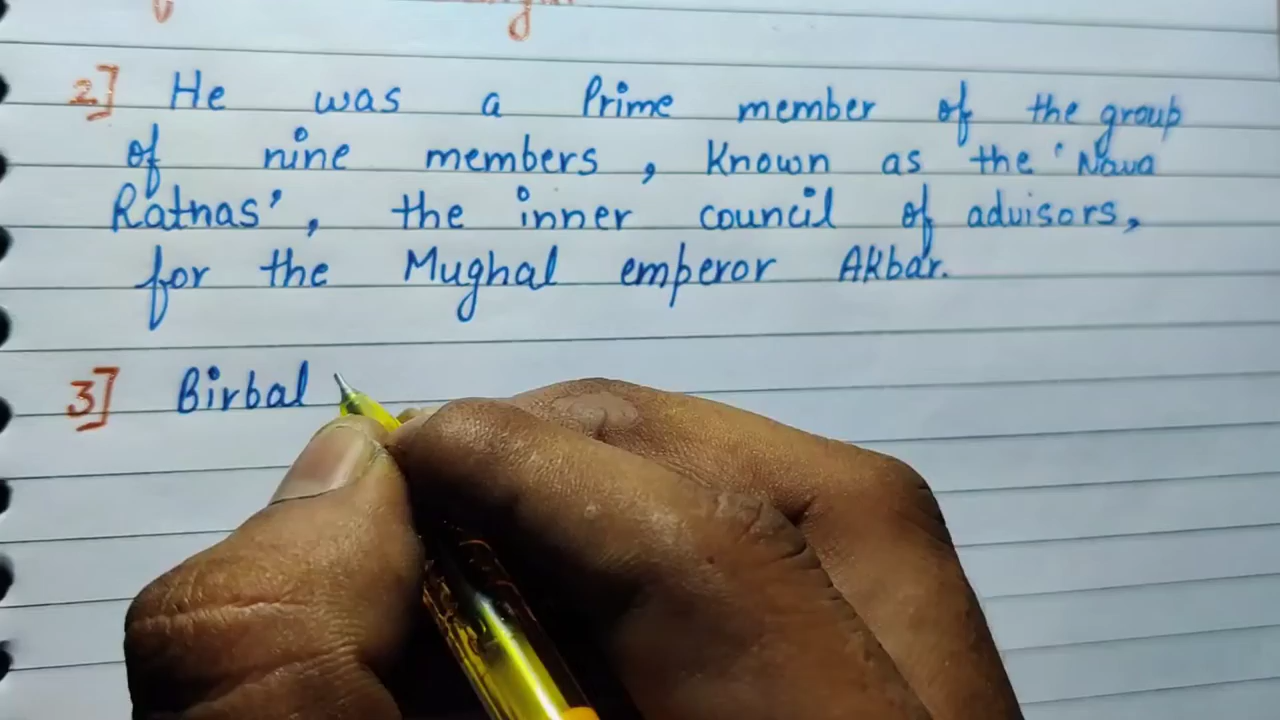 2] He was a Prime member of the group
of nine members, Known as the 'Nava
Ratnas', the inner council of advisors,
for the Mughal emperor Akbar.
3] Birbal